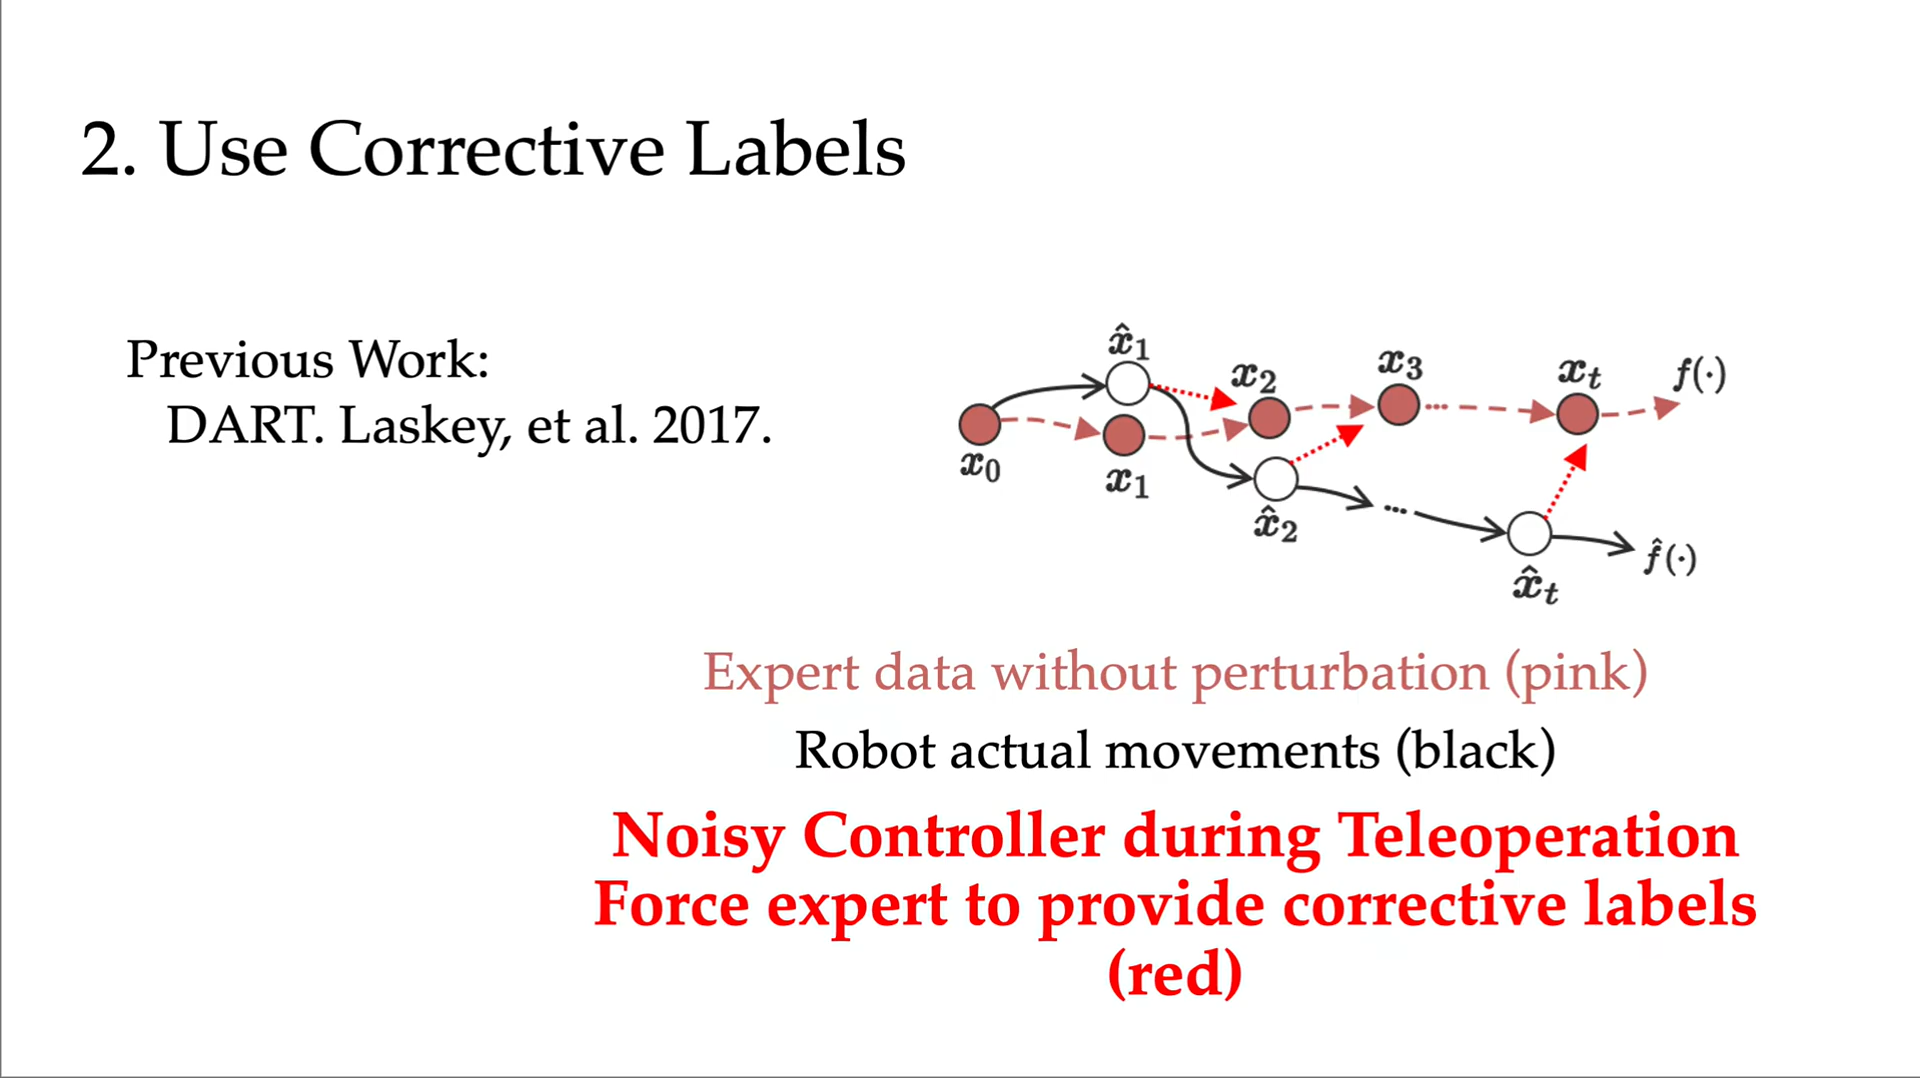 2. Use Corrective Labels
Previous Work:
DART. Laskey, et al. 2017.
x̂₁
x₂
x₃
xₜ
f(·)
x₀
x₁
x̂₂
...
...
x̂ₜ
f̂(·)
Expert data without perturbation (pink)
Robot actual movements (black)
Noisy Controller during Teleoperation
Force expert to provide corrective labels
(red)